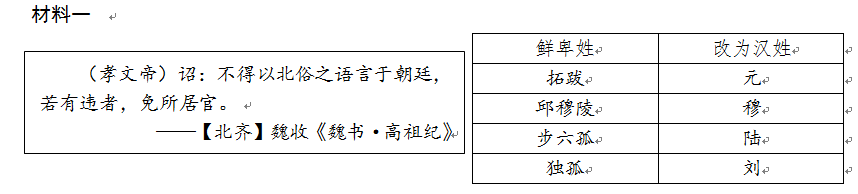 材料一
（孝文帝）诏：不得以北俗之语言于朝廷，
若有违者，免所居官。
——【北齐】魏收《魏书·高祖纪》
鲜卑姓 改为汉姓
拓跋 元
邱穆陵 穆
步六孤 陆
独孤 刘